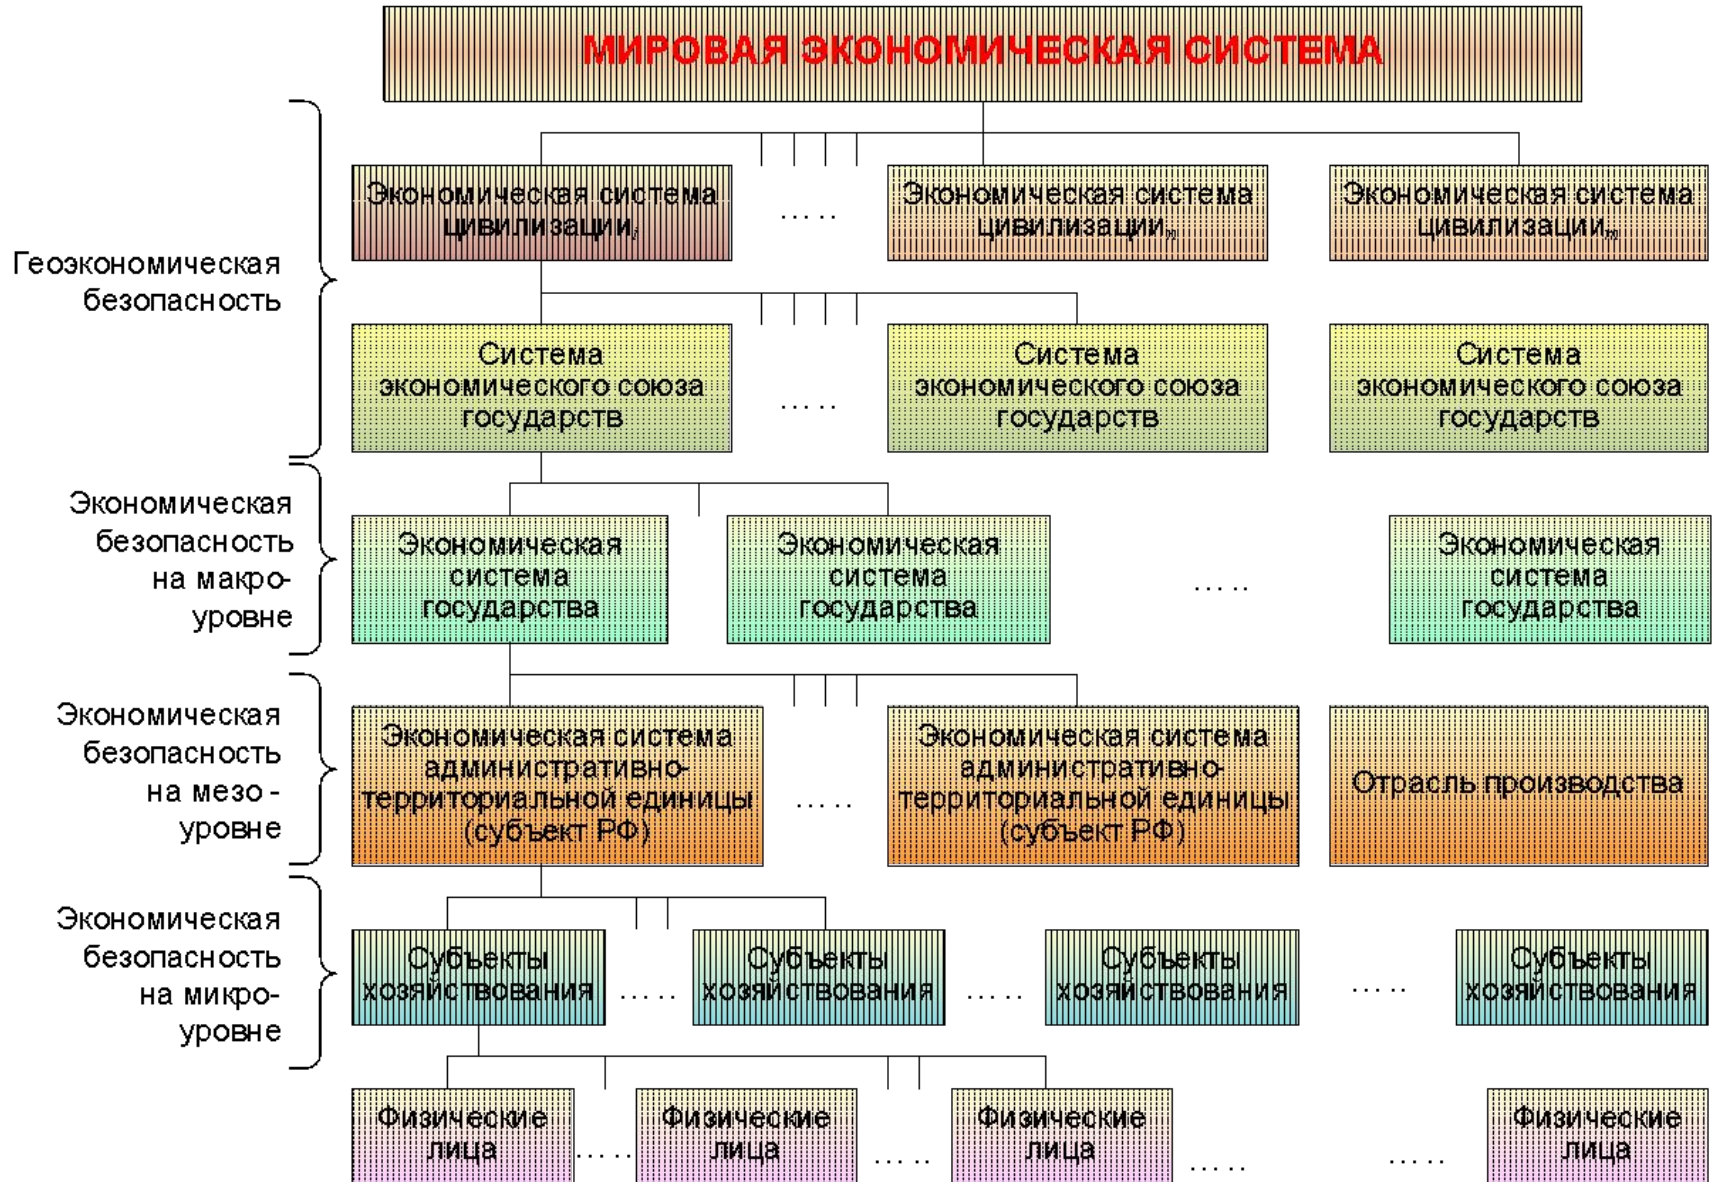 МИРОВАЯ ЭКОНОМИЧЕСКАЯ СИСТЕМА
Геоэкономическая
безопасность
Экономическая система
цивилизации i
.....
Экономическая система
цивилизации n
Экономическая система
цивилизации m
Система
экономического союза
государств
.....
Система
экономического союза
государств
Система
экономического союза
государств
Экономическая
безопасность
на макро-
уровне
Экономическая
система
государства
Экономическая
система
государства
.....
Экономическая
система
государства
Экономическая
безопасность
на мезо -
уровне
Экономическая система
административно-
территориальной единицы
(субъект РФ)
.....
Экономическая система
административно-
территориальной единицы
(субъект РФ)
Отрасль производства
Экономическая
безопасность
на микро-
уровне
Субъекты
хозяйствования
.....
Субъекты
хозяйствования
.....
Субъекты
хозяйствования
.....
Субъекты
хозяйствования
Физические
лица
.....
Физические
лица
.....
Физические
лица
.....
.....
Физические
лица